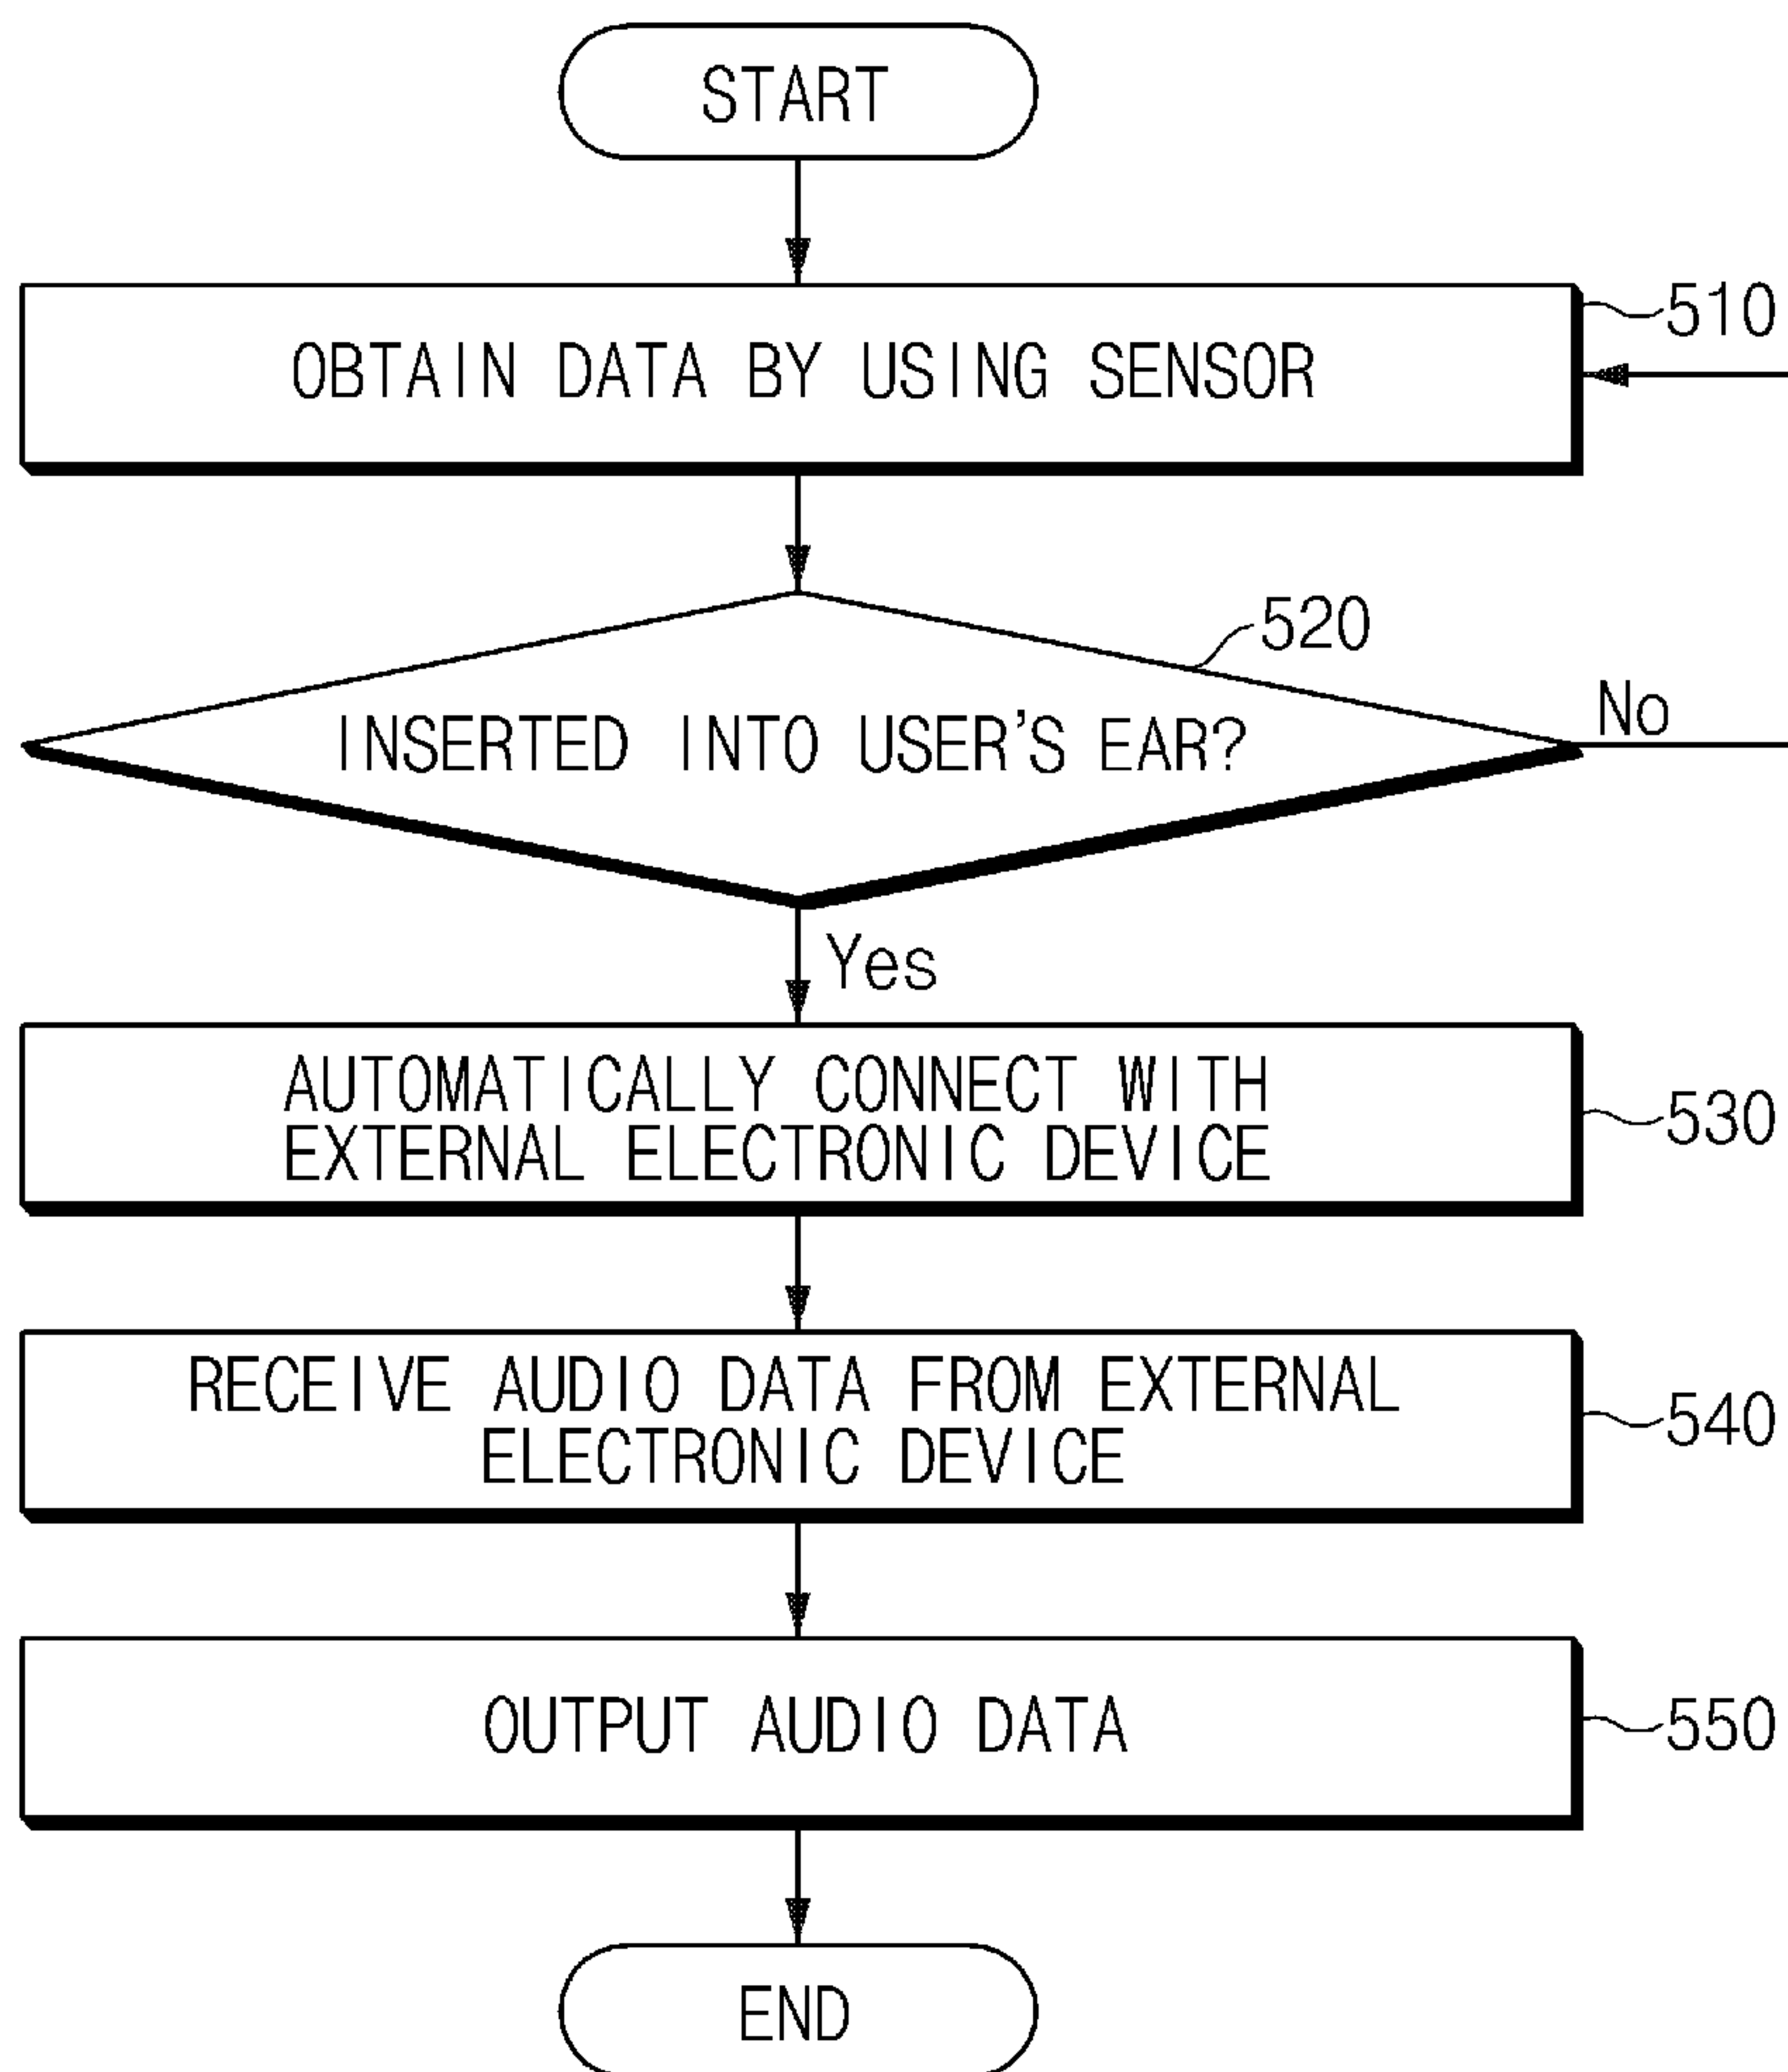 START
510
OBTAIN DATA BY USING SENSOR
520
INSERTED INTO USER'S EAR?
No
Yes
AUTOMATICALLY CONNECT WITH
EXTERNAL ELECTRONIC DEVICE
530
RECEIVE AUDIO DATA FROM EXTERNAL
ELECTRONIC DEVICE
540
OUTPUT AUDIO DATA
550
END